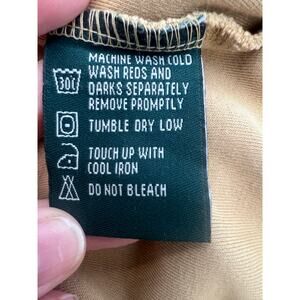 MACHINE WASH COLD
WASH REDS AND
DARKS SEPARATELY
REMOVE PROMPTLY
TUMBLE DRY LOW
TOUCH UP WITH
COOL IRON
DO NOT BLEACH